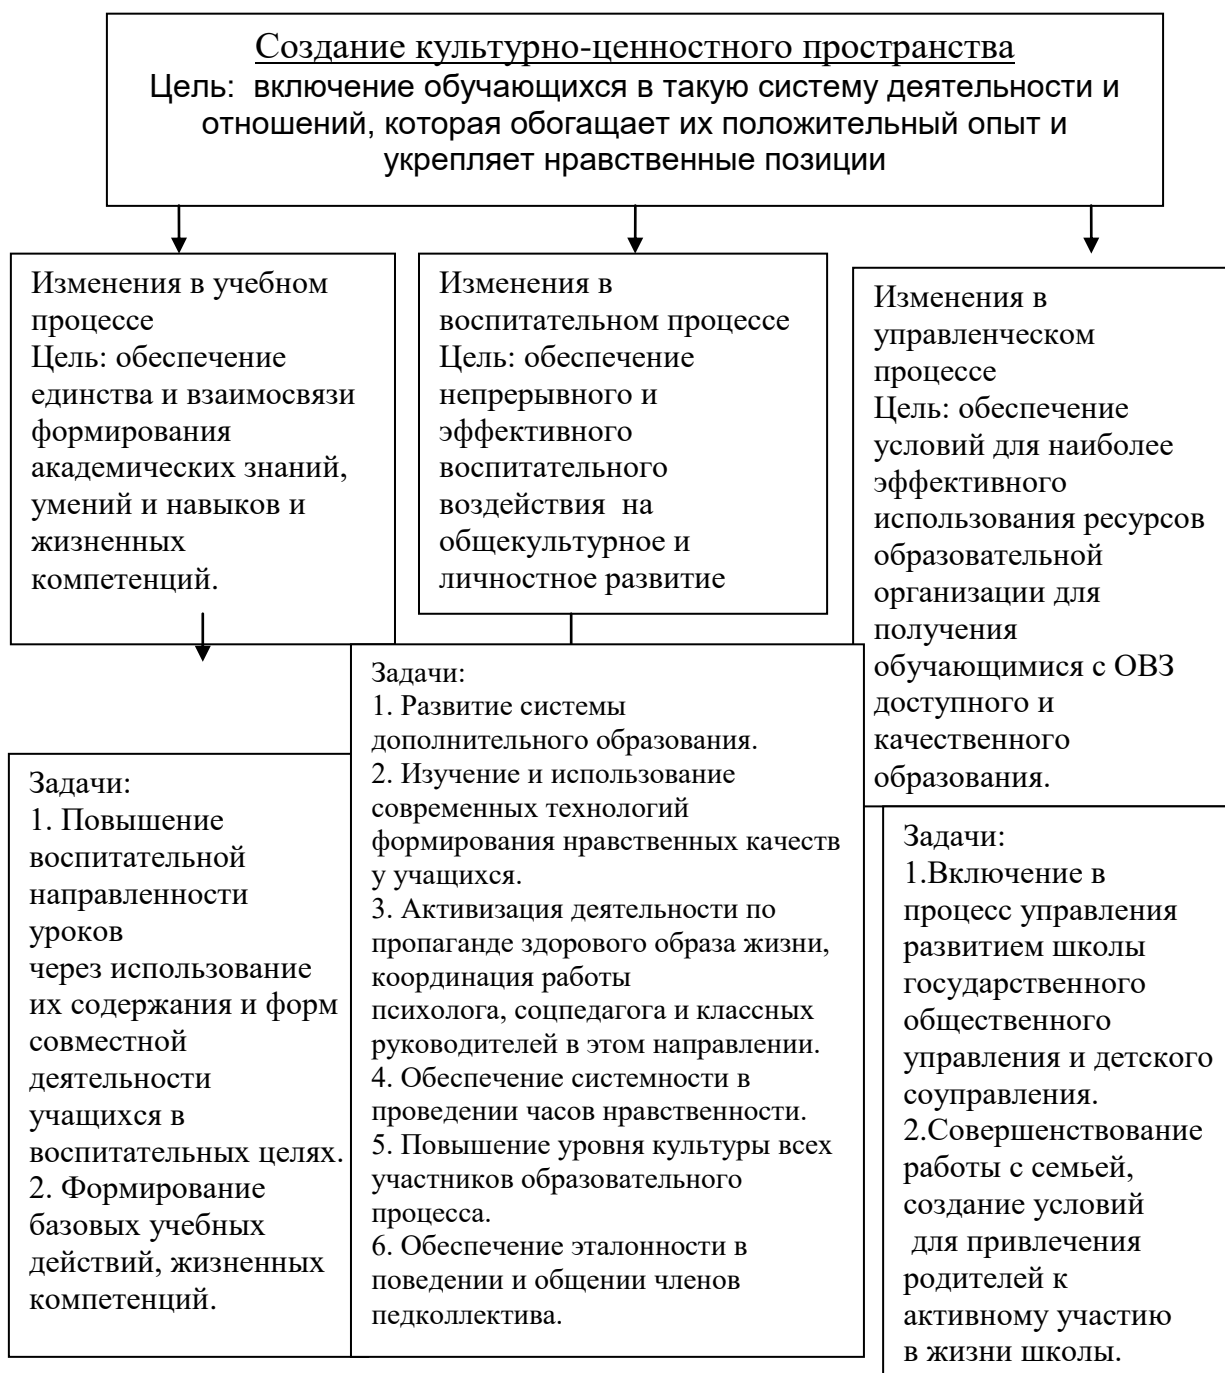 Создание культурно-ценностного пространства
Цель:  включение обучающихся в такую систему деятельности и
отношений, которая обогащает их положительный опыт и
укрепляет нравственные позиции
Изменения в учебном
процессе
Цель: обеспечение
единства и взаимосвязи
формирования
академических знаний,
умений и навыков и
жизненных
компетенций.
Изменения в
воспитательном процессе
Цель: обеспечение
непрерывного и
эффективного
воспитательного
воздействия  на
общекультурное и
личностное развитие
Изменения в
управленческом
процессе
Цель: обеспечение
условий для наиболее
эффективного
использования ресурсов
образовательной
организации для
получения
обучающимися с ОВЗ
доступного и
качественного
образования.
Задачи:
1. Повышение
воспитательной
направленности
уроков
через использование
их содержания и форм
совместной
деятельности
учащихся в
воспитательных целях.
2. Формирование
базовых учебных
действий, жизненных
компетенций.
Задачи:
1. Развитие системы
дополнительного образования.
2. Изучение и использование
современных технологий
формирования нравственных качеств
у учащихся.
3. Активизация деятельности по
пропаганде здорового образа жизни,
координация работы
психолога, соцпедагога и классных
руководителей в этом направлении.
4. Обеспечение системности в
проведении часов нравственности.
5. Повышение уровня культуры всех
участников образовательного
процесса.
6. Обеспечение эталонности в
поведении и общении членов
педколлектива.
Задачи:
1.Включение в
процесс управления
развитием школы
государственного
общественного
управления и детского
соуправления.
2.Совершенствование
работы с семьей,
создание условий
для привлечения
родителей к
активному участию
в жизни школы.